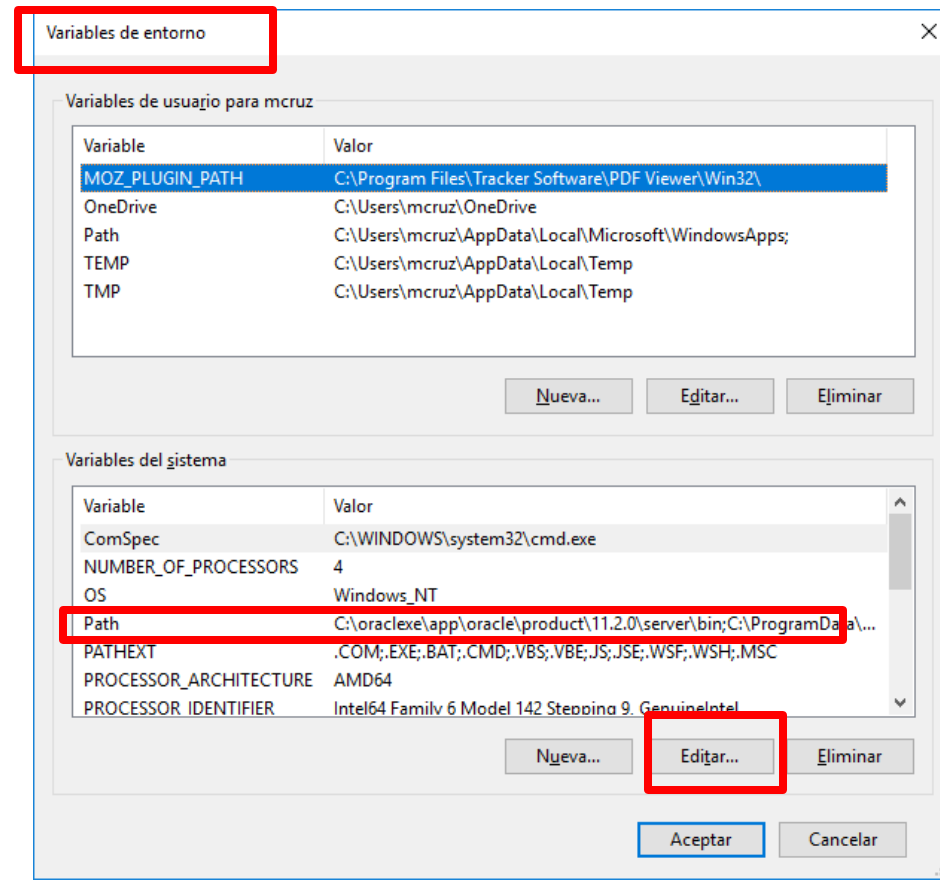 Variables de entorno
Variables de usuario para mcruz
Variable Valor
MOZ_PLUGIN_PATH C:\Program Files\Tracker Software\PDF Viewer\Win32\
OneDrive C:\Users\mcruz\OneDrive
Path C:\Users\mcruz\AppData\Local\Microsoft\WindowsApps;
TEMP C:\Users\mcruz\AppData\Local\Temp
TMP C:\Users\mcruz\AppData\Local\Temp
Nueva... Editar... Eliminar
Variables del sistema
Variable Valor
ComSpec C:\WINDOWS\system32\cmd.exe
NUMBER_OF_PROCESSORS 4
OS Windows_NT
Path C:\oraclexe\app\oracle\product\11.2.0\server\bin;C:\ProgramData\...
PATHEXT .COM;.EXE;.BAT;.CMD;.VBS;.VBE;.JS;.JSE;.WSF;.WSH;.MSC
PROCESSOR_ARCHITECTURE AMD64
PROCESSOR_IDENTIFIER Intel64 Family 6 Model 142 Stepping 9, GenuineIntel
Nueva... Editar... Eliminar
Aceptar Cancelar